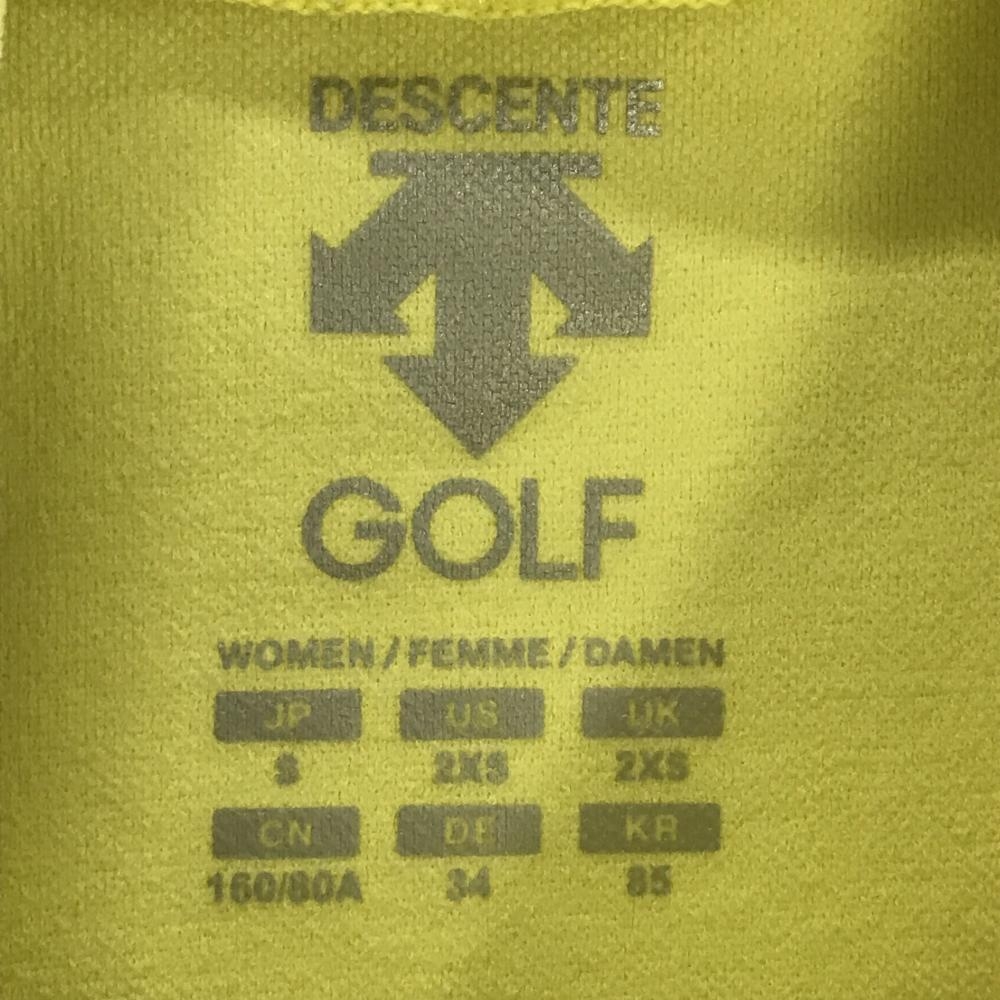 DESCENTE
GOLF
WOMEN / FEMME / DAMEN
JP US UK
S 2XS 2XS
CN DE KR
160/80A 34 85